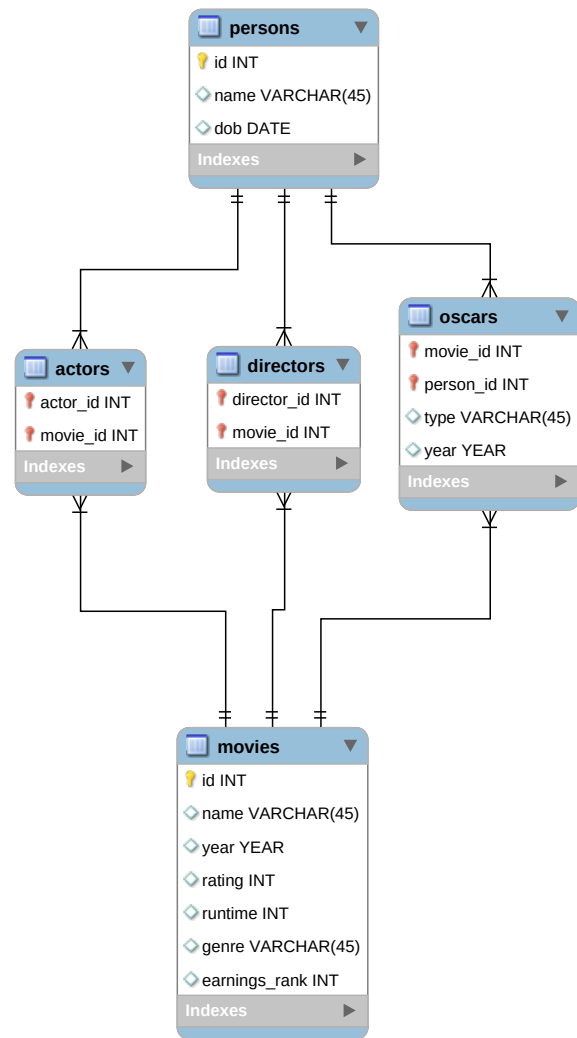 persons
id INT
name VARCHAR(45)
dob DATE
Indexes
actors
actor_id INT
movie_id INT
Indexes
directors
director_id INT
movie_id INT
Indexes
oscars
movie_id INT
person_id INT
type VARCHAR(45)
year YEAR
Indexes
movies
id INT
name VARCHAR(45)
year YEAR
rating INT
runtime INT
genre VARCHAR(45)
earnings_rank INT
Indexes